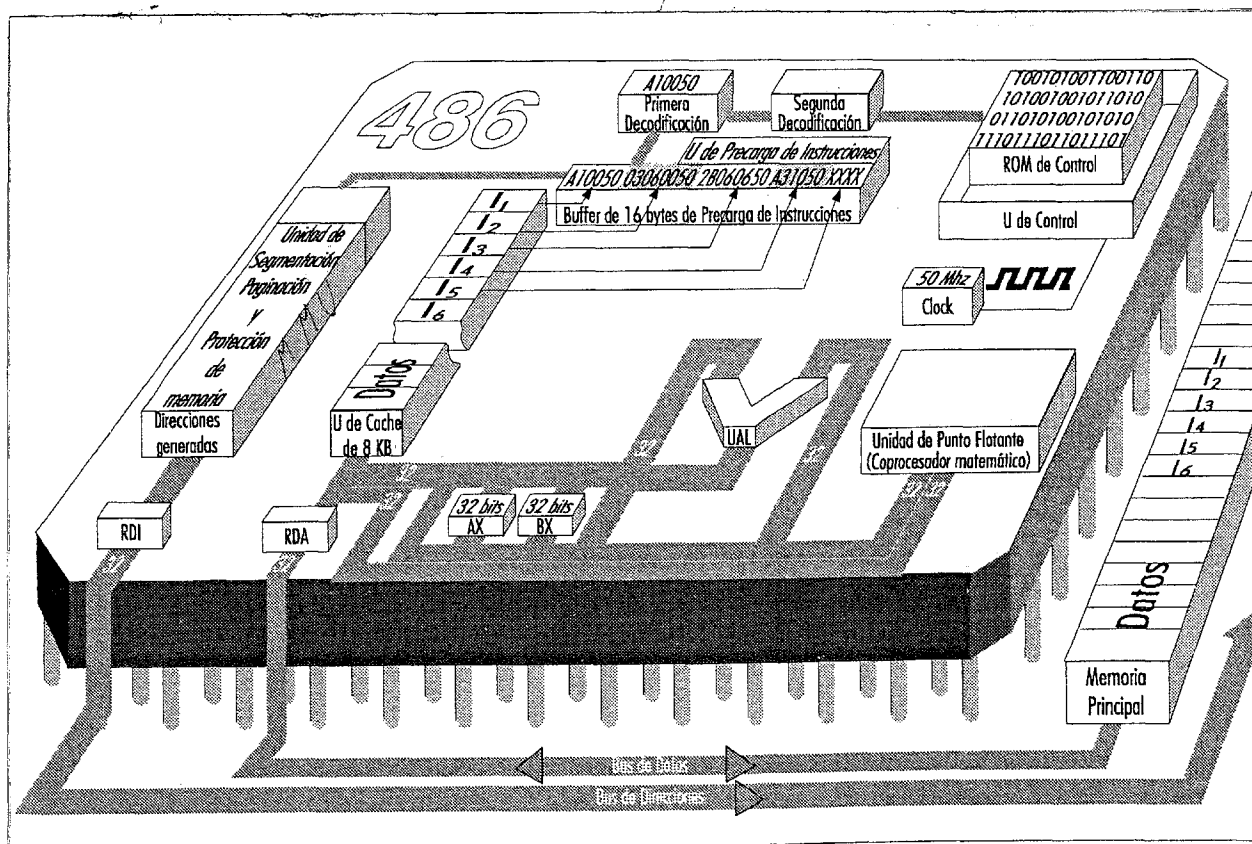 486
A10050
Primera
Decodificación
Segunda
Decodificación
100101001100110
101001001011010
011010100101010
111011101101 1101
ROM de Control
U de Control
U de Precarga de Instrucciones
A10050 03060050 2B060650 A31050 XXXX
Buffer de 16 bytes de Precarga de Instrucciones
Unidad de
Segmentación
Paginación
y
Protección
de
memoria
Direcciones
generadas
I1
I2
I3
I4
I5
I6
Datos
U de Cache
de 8 KB
50 Mhz
Clock
UAL
Unidad de Punto Flotante
(Coprocesador matemático)
32
32
32
32
32 32
32 bits
AX
32 bits
BX
RDI
RDA
I1
I2
I3
I4
I5
I6
Datos
Memoria
Principal
Bus de Datos
Bus de Direcciones